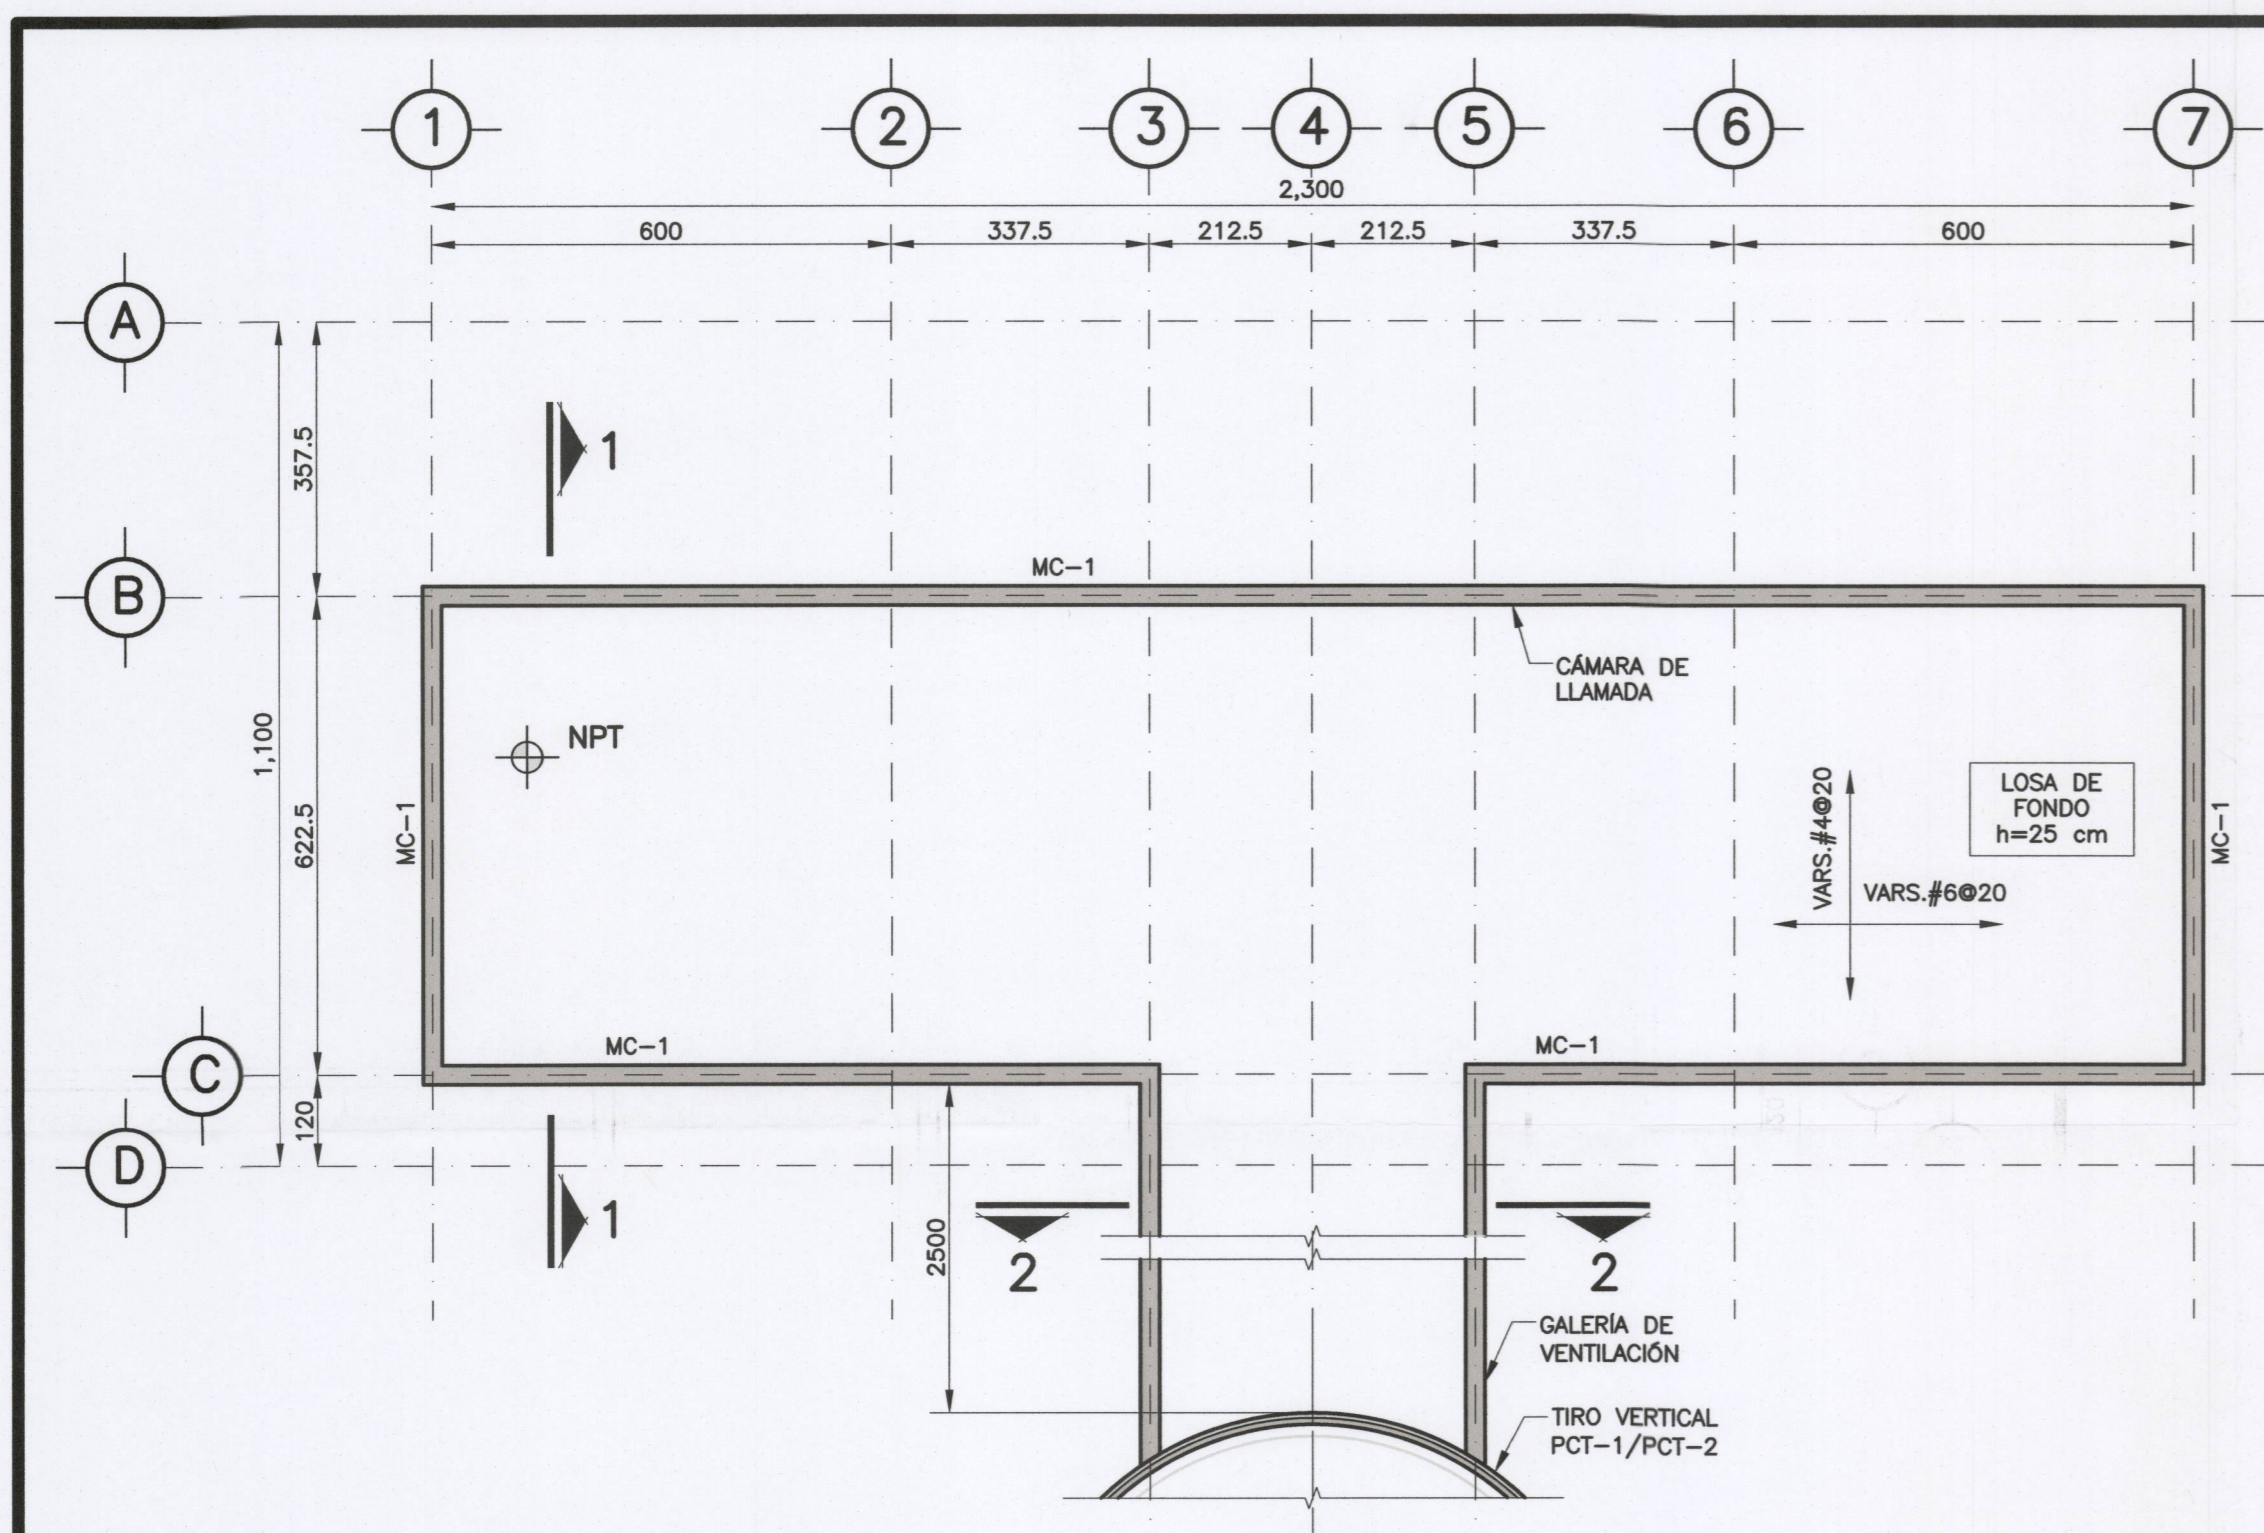 1 2 3 4 5 6 7
2,300
600 337.5 212.5 212.5 337.5 600
A
357.5
1
B
MC-1
CÁMARA DE
LLAMADA
NPT
1,100
622.5
MC-1
VARS.#4@20
VARS.#6@20
LOSA DE
FONDO
h=25 cm
MC-1
C
MC-1
MC-1
120
D
1
2500
2
2
GALERÍA DE
VENTILACIÓN
TIRO VERTICAL
PCT-1/PCT-2